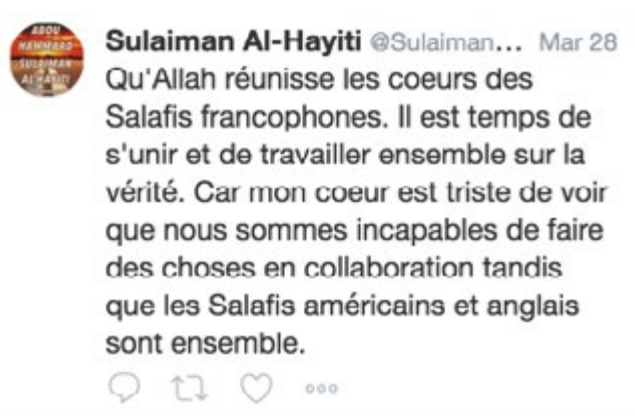 ABOU
HAMMAAD
SULAIMAN
AL-HAYITI
Sulaiman Al-Hayiti @Sulaiman... Mar 28
Qu'Allah réunisse les coeurs des
Salafis francophones. Il est temps de
s'unir et de travailler ensemble sur la
vérité. Car mon coeur est triste de voir
que nous sommes incapables de faire
des choses en collaboration tandis
que les Salafis américains et anglais
sont ensemble.